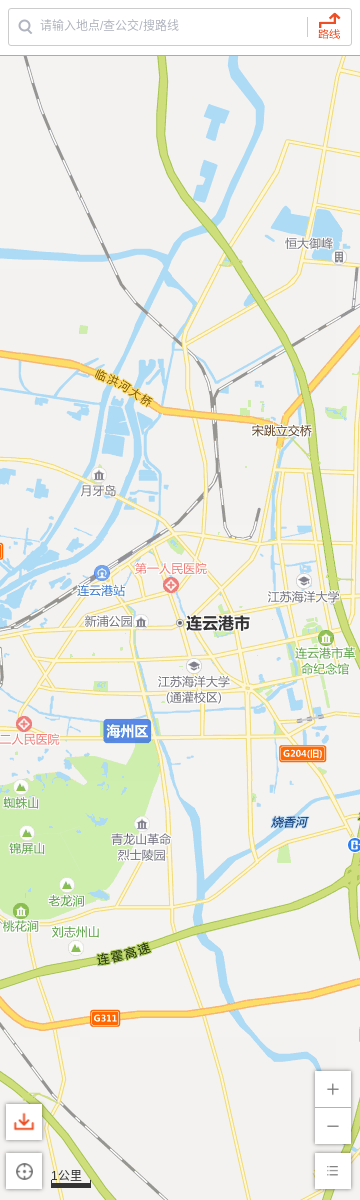 请输入地点/查公交/搜路线
路线
恒大御峰
临洪河大桥
宋跳立交桥
月牙岛
第一人民医院
连云港站
江苏海洋大学
新浦公园
连云港市
连云港市革
命纪念馆
江苏海洋大学
(通灌校区)
海州区
二人民医院
G204(旧)
蜘蛛山
烧香河
青龙山革命
烈士陵园
锦屏山
老龙涧
桃花涧
刘志州山
连霍高速
G311
1公里